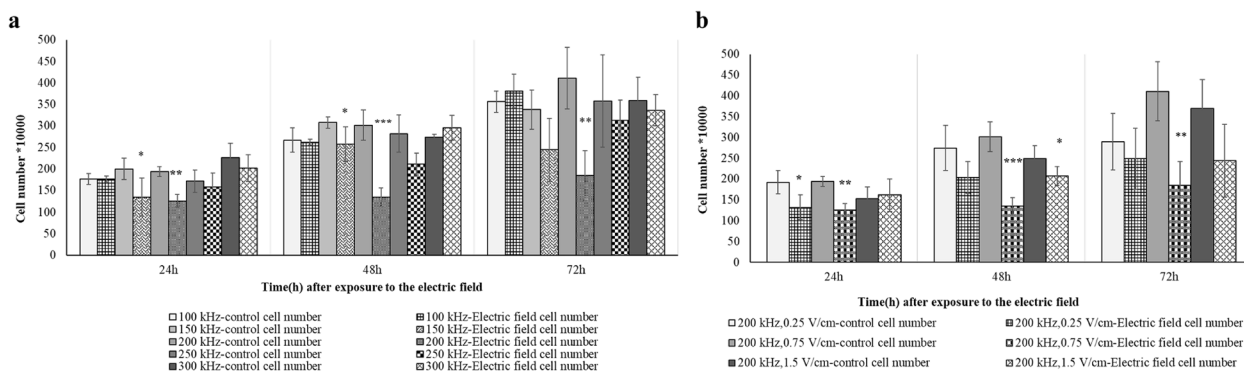 a
Cell number *10000
500
450
400
350
300
250
200
150
100
50
0
*
**
*
***
**
24h
48h
72h
Time(h) after exposure to the electric field
100 kHz-control cell number
100 kHz-Electric field cell number
150 kHz-control cell number
150 kHz-Electric field cell number
200 kHz-control cell number
200 kHz-Electric field cell number
250 kHz-control cell number
250 kHz-Electric field cell number
300 kHz-control cell number
300 kHz-Electric field cell number
b
Cell number *10000
500
450
400
350
300
250
200
150
100
50
0
*
**
***
*
**
24h
48h
72h
Time(h) after exposure to the electric field
200 kHz,0.25 V/cm-control cell number
200 kHz,0.25 V/cm-Electric field cell number
200 kHz,0.75 V/cm-control cell number
200 kHz,0.75 V/cm-Electric field cell number
200 kHz,1.5 V/cm-control cell number
200 kHz,1.5 V/cm-Electric field cell number